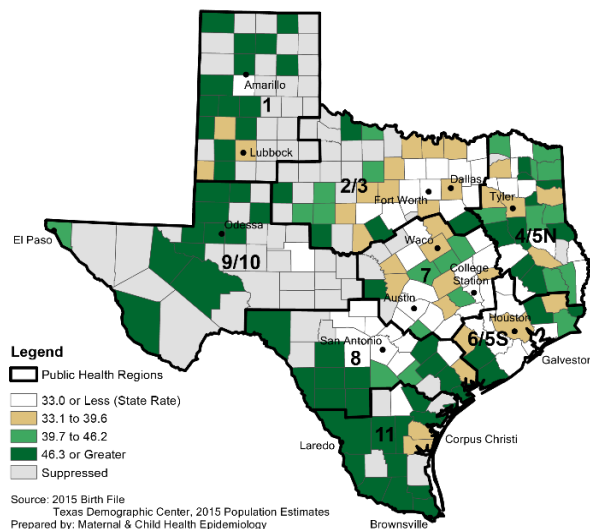 Amarillo
1
Lubbock
2/3
Dallas
Fort Worth
Tyler
El Paso
Odessa
9/10
4/5N
Waco
7
College
Station
Austin
Houston
6/5S
San Antonio
8
Galveston
11
Laredo
Corpus Christi
Brownsville
Legend
Public Health Regions
33.0 or Less (State Rate)
33.1 to 39.6
39.7 to 46.2
46.3 or Greater
Suppressed
Source: 2015 Birth File
Texas Demographic Center, 2015 Population Estimates
Prepared by: Maternal & Child Health Epidemiology